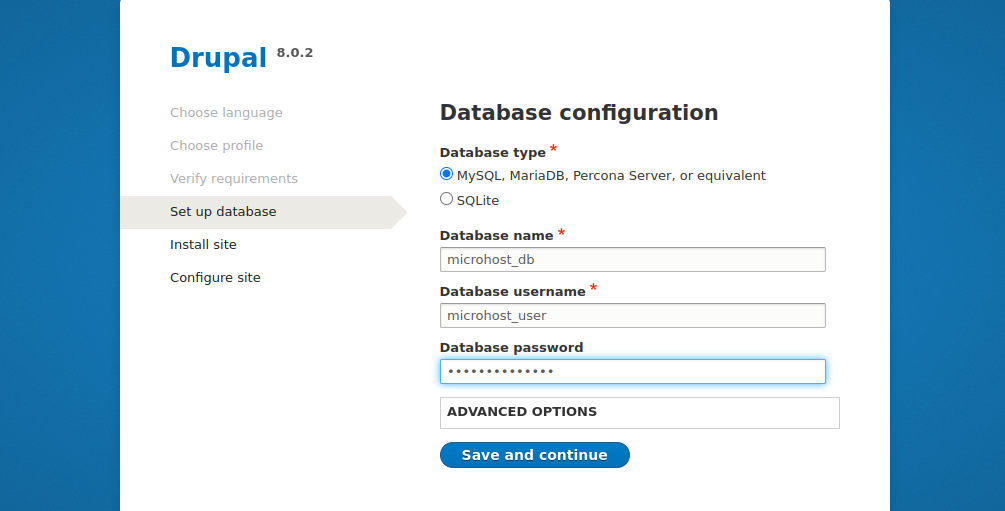 Drupal 8.0.2
Choose language
Choose profile
Verify requirements
Set up database
Install site
Configure site
Database configuration
Database type *
MySQL, MariaDB, Percona Server, or equivalent
SQLite
Database name *
microhost_db
Database username *
microhost_user
Database password
••••••••••••••
ADVANCED OPTIONS
Save and continue